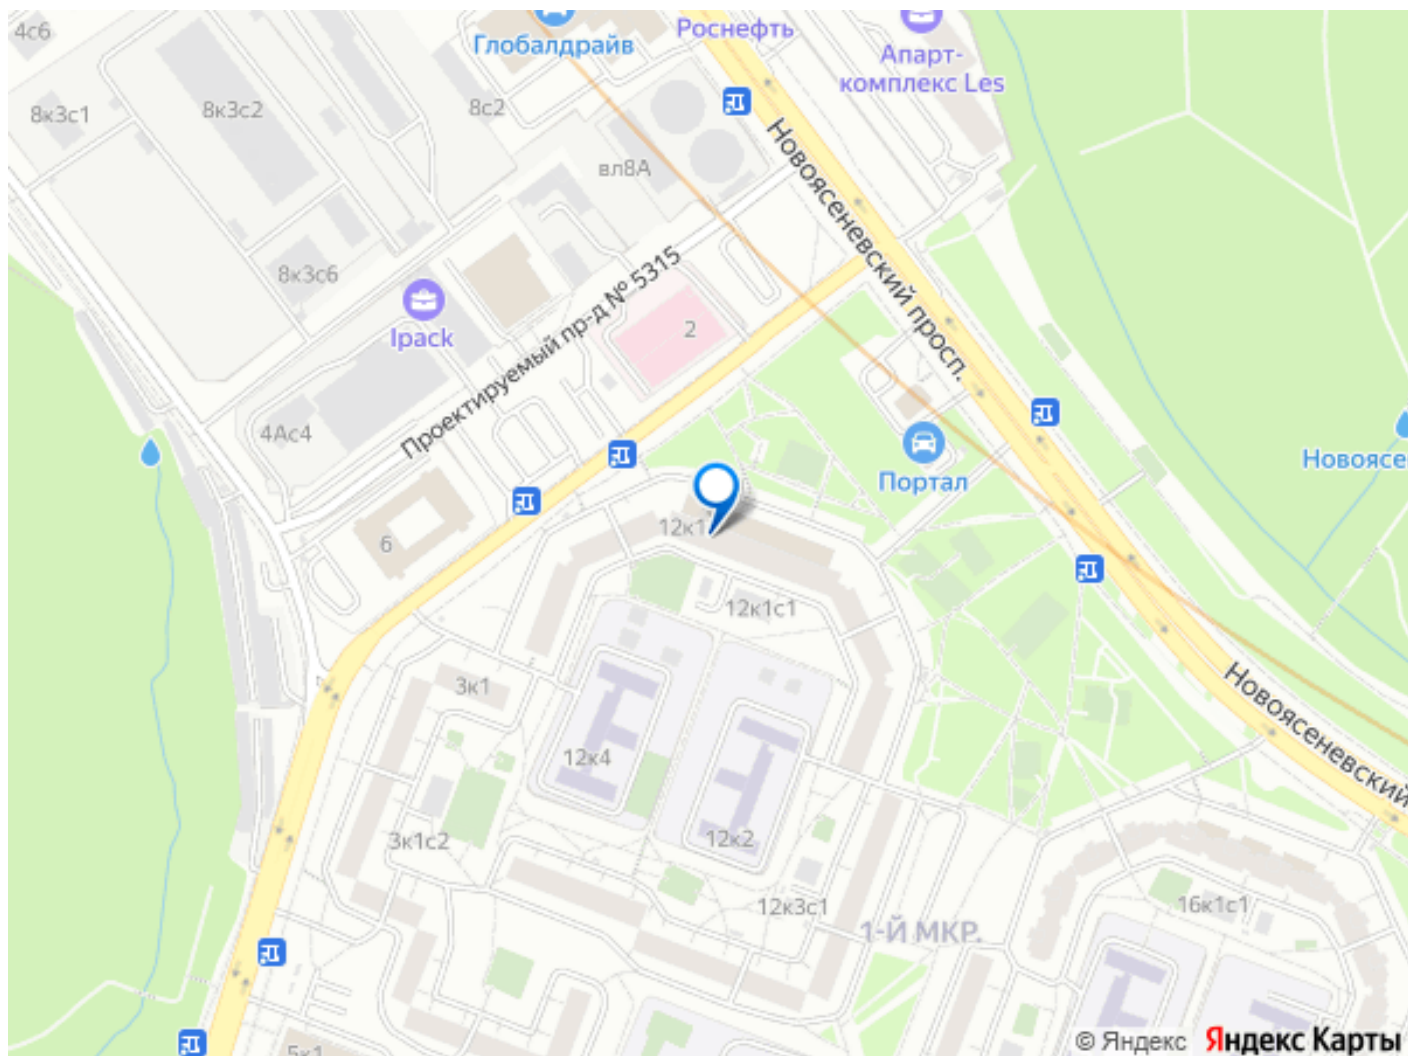 4с6
Глобалдрайв
Роснефть
Апарт-
комплекс Les
8к3с1
8к3с2
8с2
вл8А
Новоясеневский просп.
8к3с6
Проектируемый пр-д № 5315
Ipack
2
4Ас4
Портал
Новоясе
6
12к1
12к1с1
3к1
12к4
Новоясеневский
3к1с2
12к2
12к3с1
1-Й МКР.
16к1с1
5к1
© Яндекс Яндекс Карты